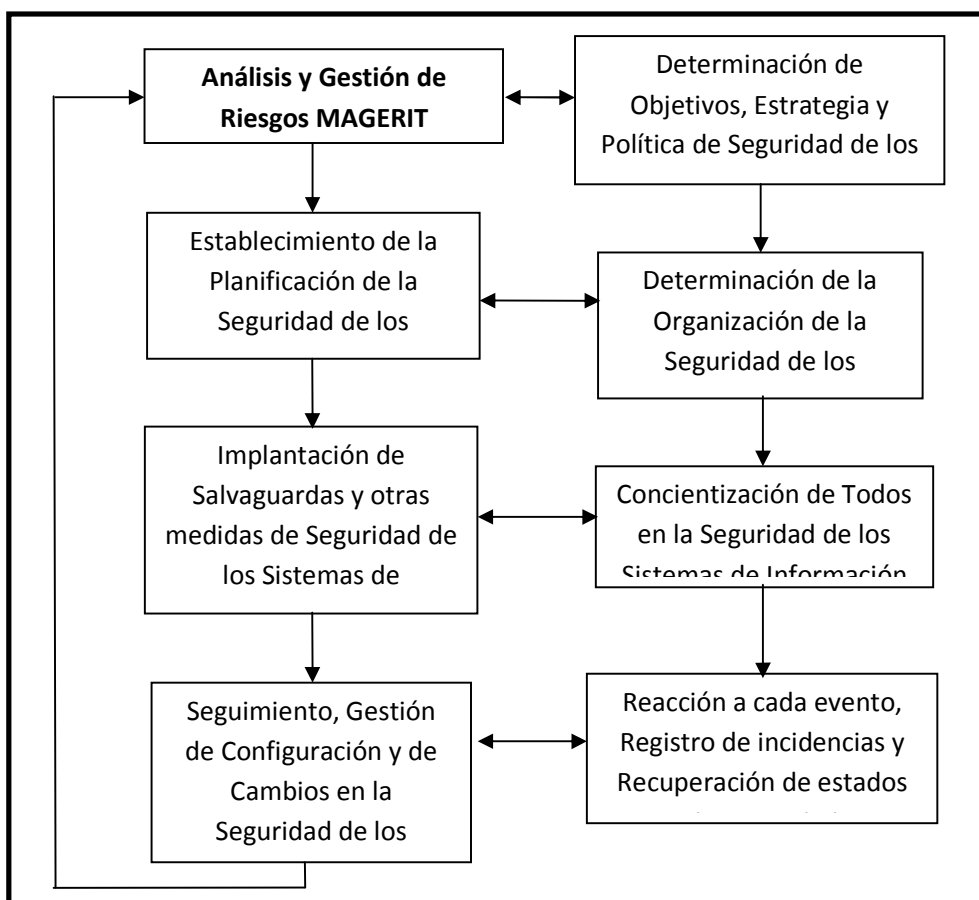 Análisis y Gestión de
Riesgos MAGERIT
Determinación de
Objetivos, Estrategia y
Política de Seguridad de los
Establecimiento de la
Planificación de la
Seguridad de los
Determinación de la
Organización de la
Seguridad de los
Implantación de
Salvaguardas y otras
medidas de Seguridad de
los Sistemas de
Concientización de Todos
en la Seguridad de los
Sistemas de Información
Seguimiento, Gestión
de Configuración y de
Cambios en la
Seguridad de los
Reacción a cada evento,
Registro de incidencias y
Recuperación de estados